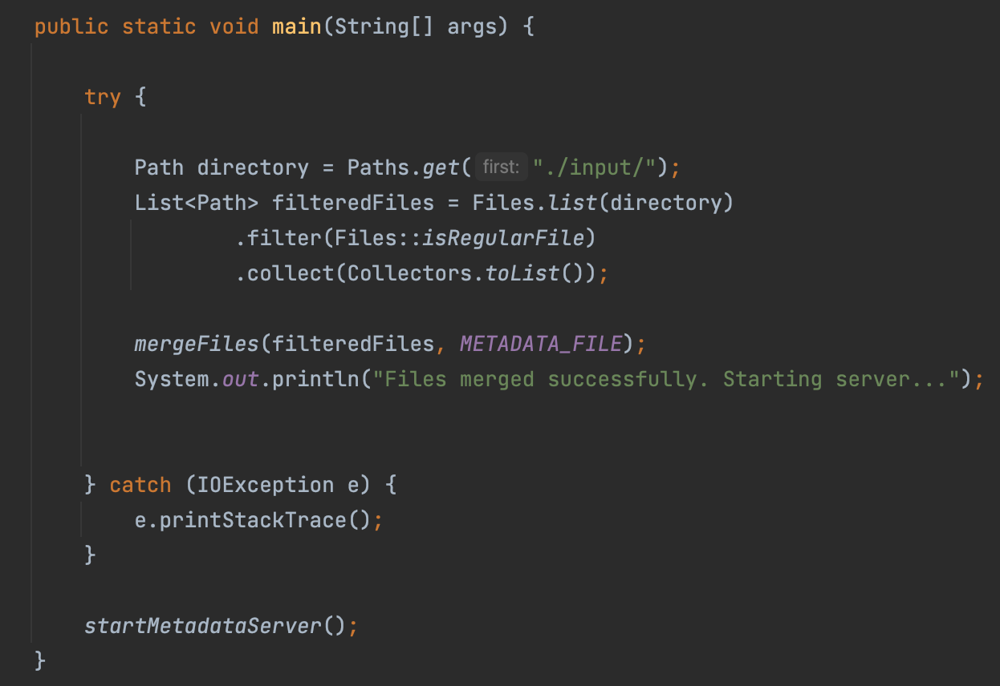 public static void main(String[] args) {
try {
Path directory = Paths.get( first: "./input/");
List<Path> filteredFiles = Files.list(directory)
.filter(Files::isRegularFile)
.collect(Collectors.toList());
mergeFiles(filteredFiles, METADATA_FILE);
System.out.println("Files merged successfully. Starting server...");
} catch (IOException e) {
e.printStackTrace();
}
startMetadataServer();
}